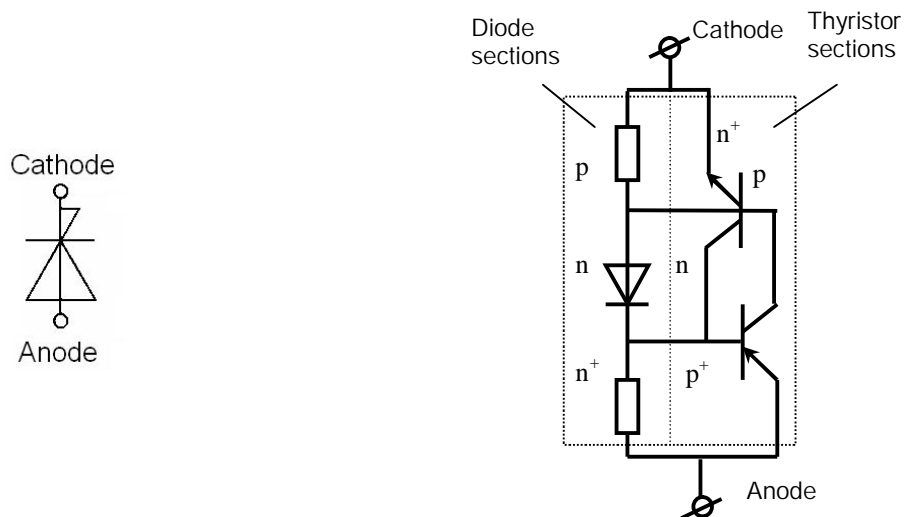 Cathode
Anode
Diode
sections
Thyristor
sections
Cathode
n+
p
p
n
n
n+
p+
Anode